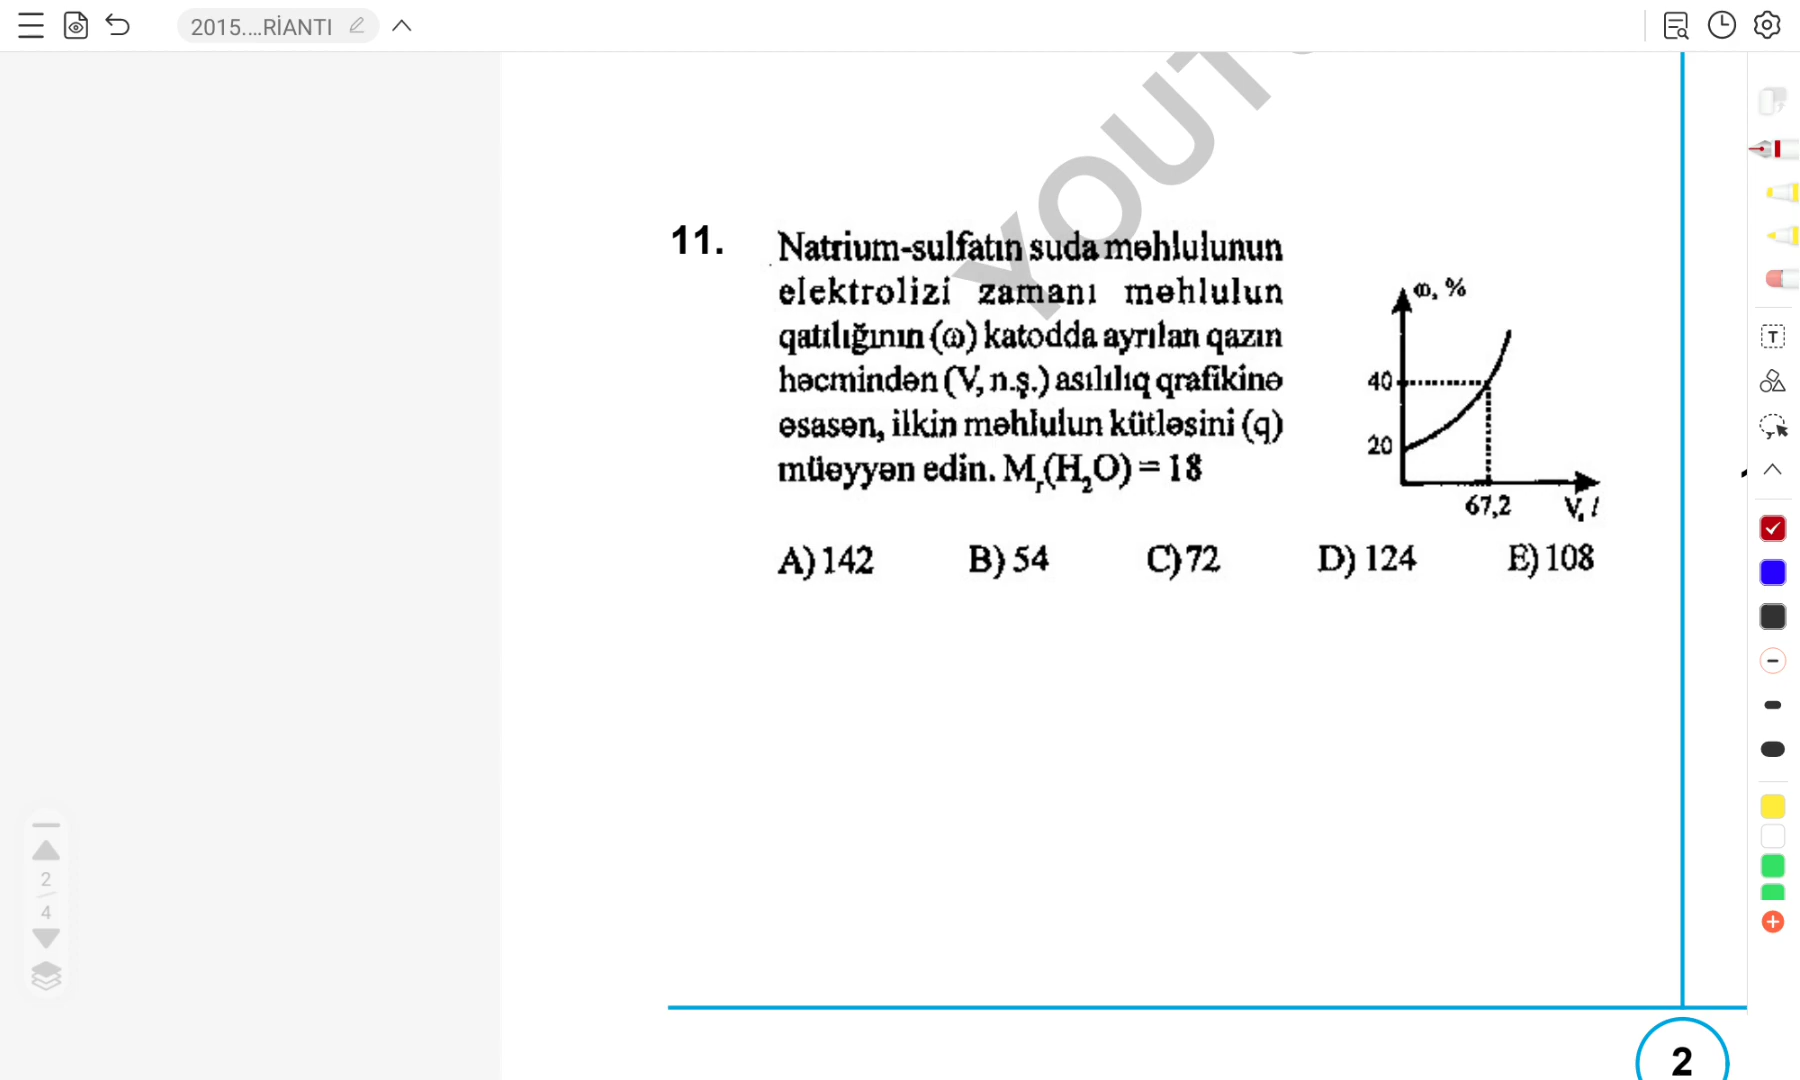 2015....RİANTI
YOUT
11. Natrium-sulfatın suda məhlulunun
elektrolizi zamanı məhlulun
qatılığının (ω) katodda ayrılan qazın
həcmindən (V, n.ş.) asılılıq qrafikinə
əsasən, ilkin məhlulun kütləsini (q)
müəyyən edin. Mᵣ(H₂O) = 18
ω, %
40
20
67,2 V, l
A) 142 B) 54 C) 72 D) 124 E) 108
2
4
2
T